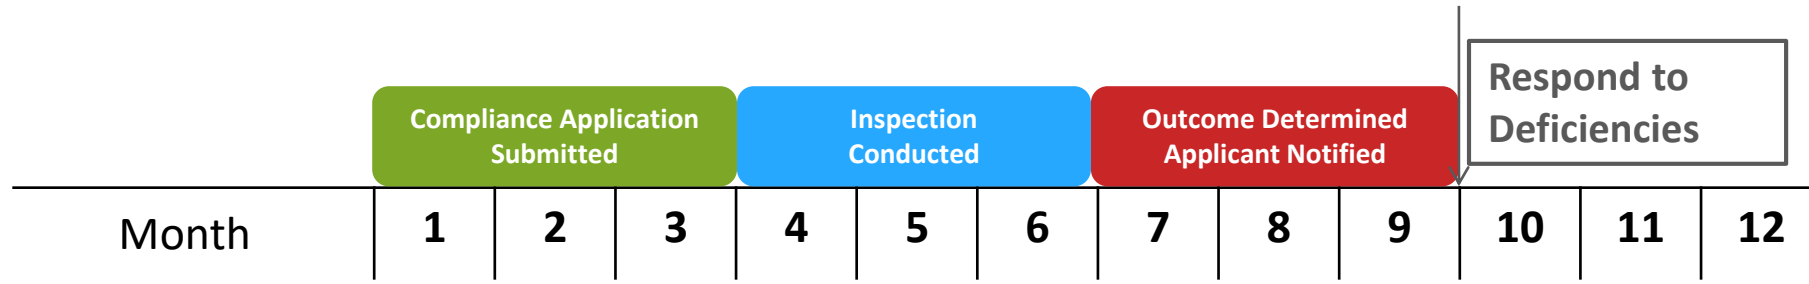 Respond to
Deficiencies
Compliance Application
Submitted
Inspection
Conducted
Outcome Determined
Applicant Notified
Month 1 2 3 4 5 6 7 8 9 10 11 12